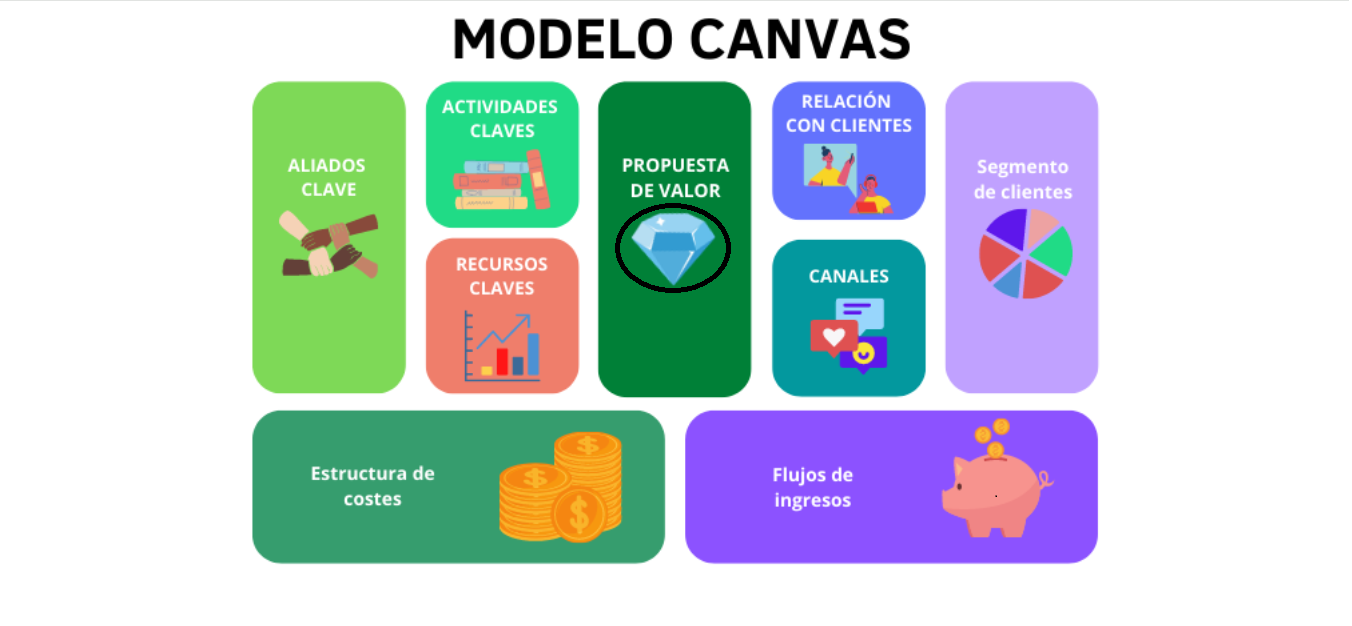 MODELO CANVAS
ALIADOS
CLAVE
ACTIVIDADES
CLAVES
RECURSOS
CLAVES
PROPUESTA
DE VALOR
RELACIÓN
CON CLIENTES
CANALES
Segmento
de clientes
Estructura de
costes
Flujos de
ingresos